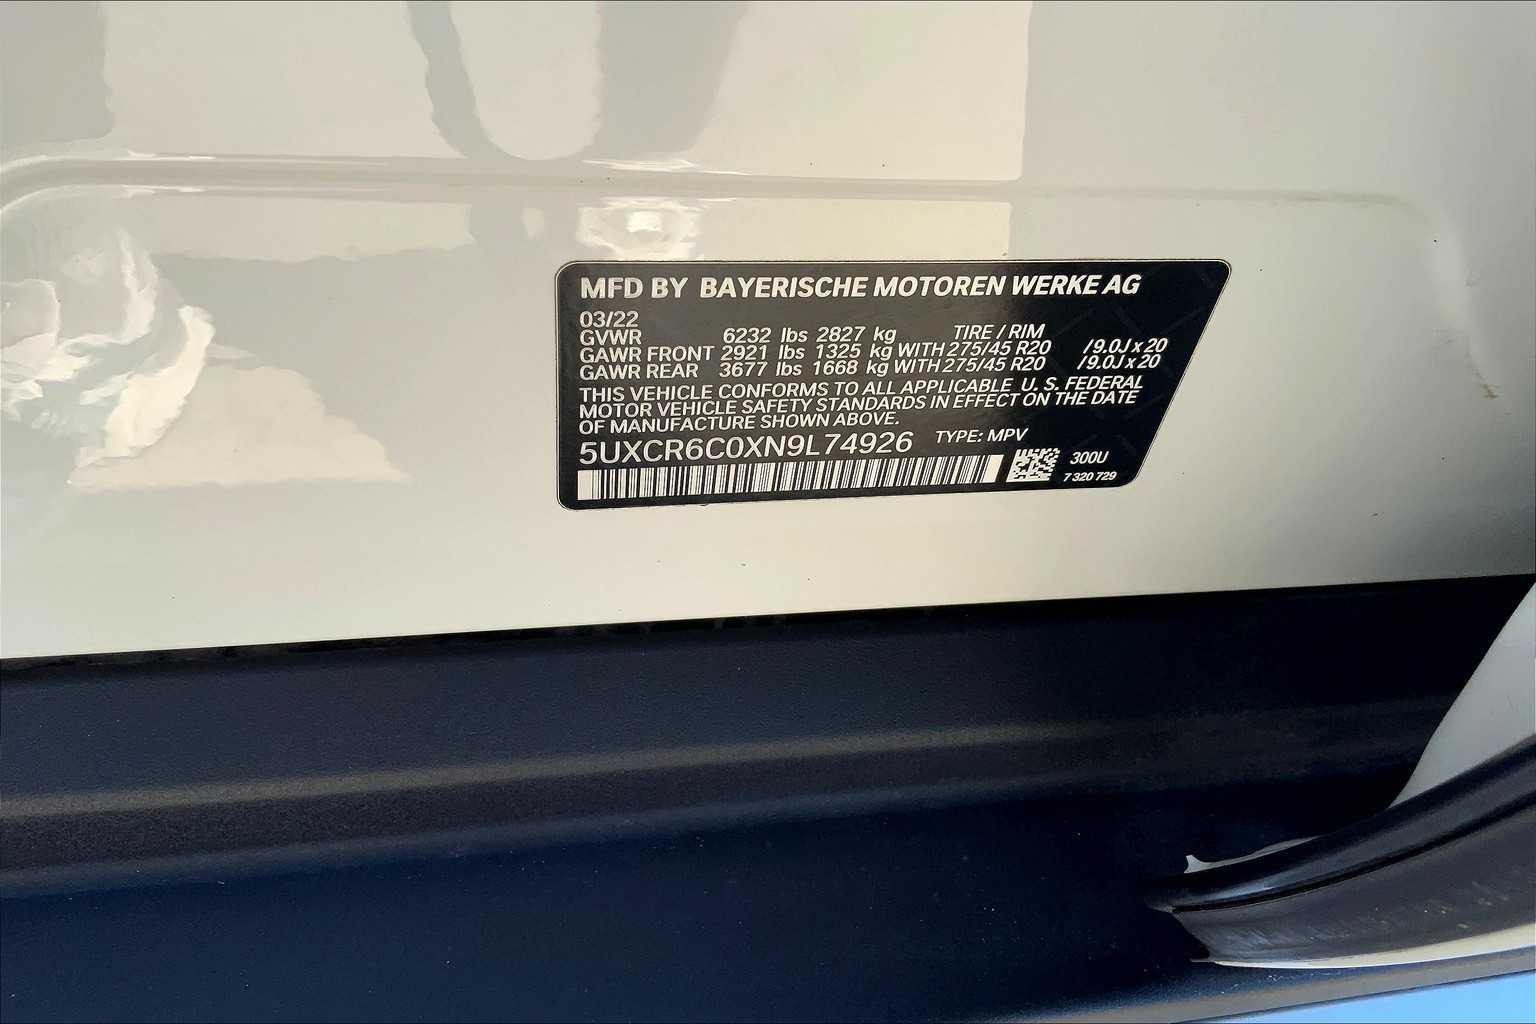 MFD BY BAYERISCHE MOTOREN WERKE AG
03/22
GVWR 6232 lbs 2827 kg TIRE / RIM
GAWR FRONT 2921 lbs 1325 kg WITH 275/45 R20 / 9.0J x 20
GAWR REAR 3677 lbs 1668 kg WITH 275/45 R20 / 9.0J x 20
THIS VEHICLE CONFORMS TO ALL APPLICABLE U. S. FEDERAL
MOTOR VEHICLE SAFETY STANDARDS IN EFFECT ON THE DATE
OF MANUFACTURE SHOWN ABOVE.
5UXCR6C0XN9L74926 TYPE: MPV
300U
7 320 729